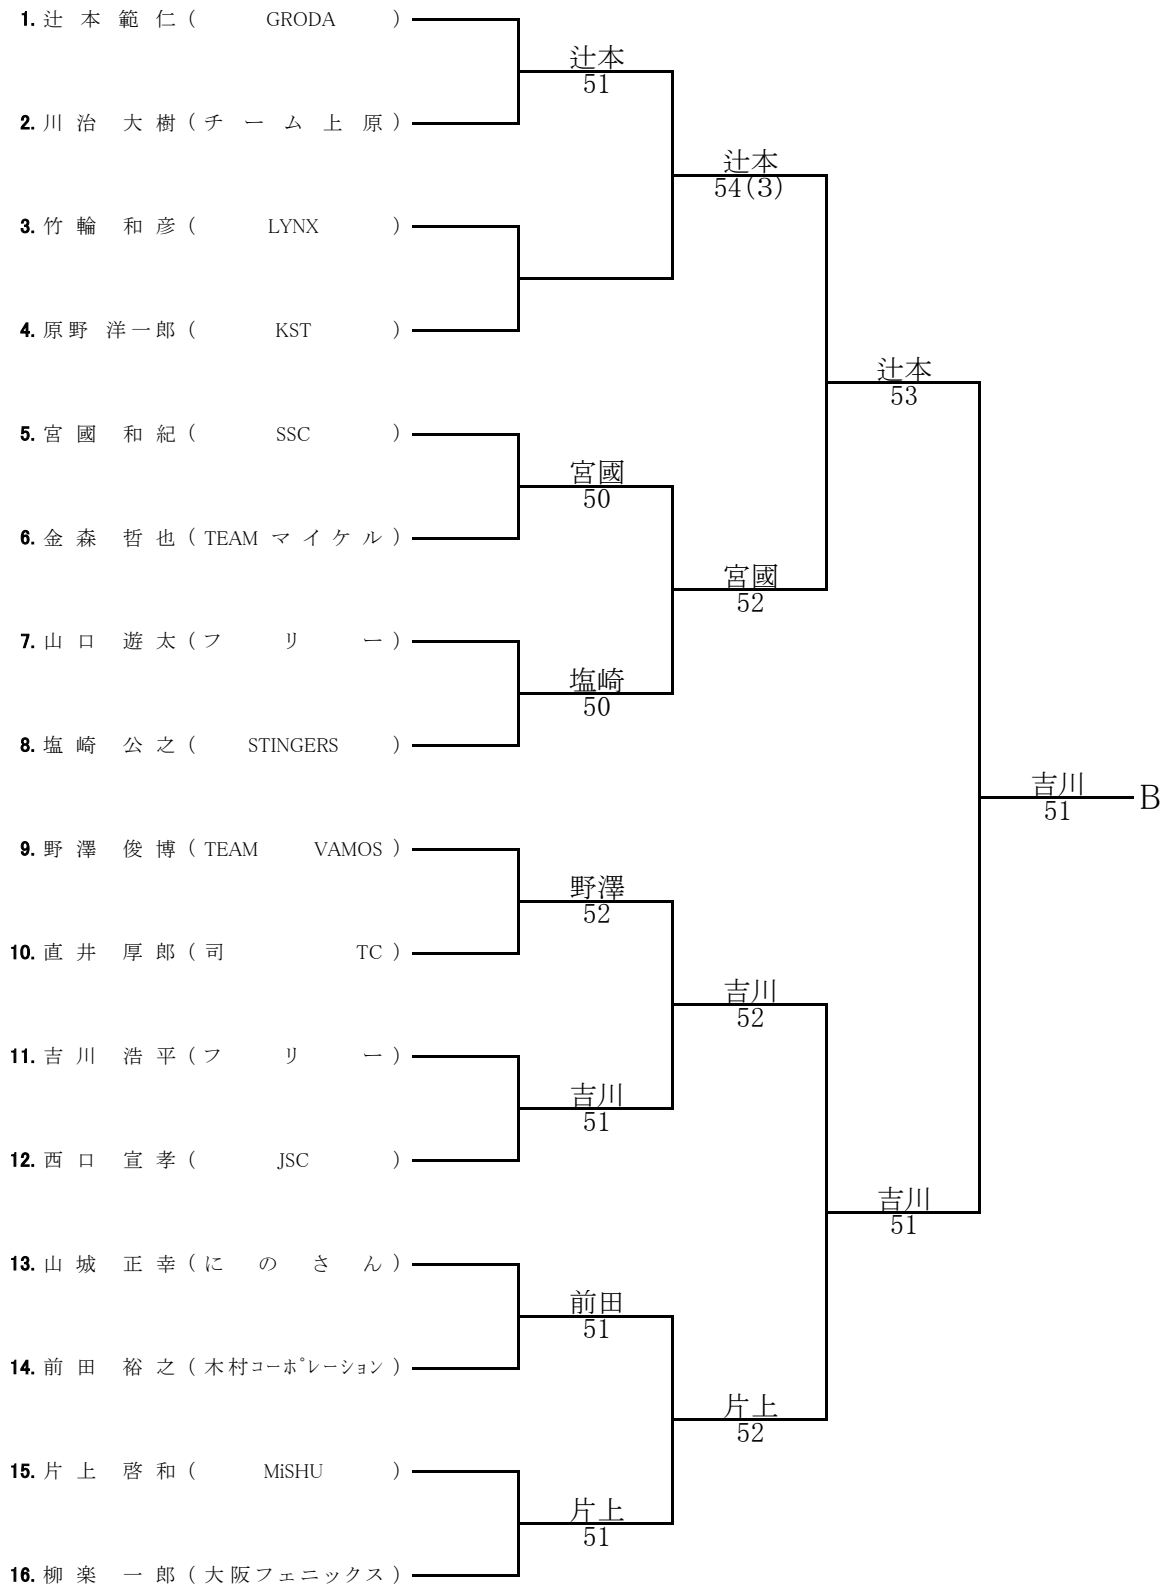 1. 辻本 範仁 ( GRODA )
辻本
51
2. 川治 大樹 ( チーム上原 )
辻本
54(3)
3. 竹輪 和彦 ( LYNX )
4. 原野 洋一郎 ( KST )
辻本
53
5. 宮國 和紀 ( SSC )
宮國
50
6. 金森 哲也 ( TEAM マイケル )
宮國
52
7. 山口 遊太 ( フリー )
塩崎
50
8. 塩崎 公之 ( STINGERS )
吉川
51
B
9. 野澤 俊博 ( TEAM VAMOS )
野澤
52
10. 直井 厚郎 ( 司 TC )
吉川
52
11. 吉川 浩平 ( フリー )
吉川
51
12. 西口 宣孝 ( JSC )
吉川
51
13. 山城 正幸 ( にのさん )
前田
51
14. 前田 裕之 ( 木村コーポレーション )
片上
52
15. 片上 啓和 ( MiSHU )
片上
51
16. 柳楽 一郎 ( 大阪フェニックス )